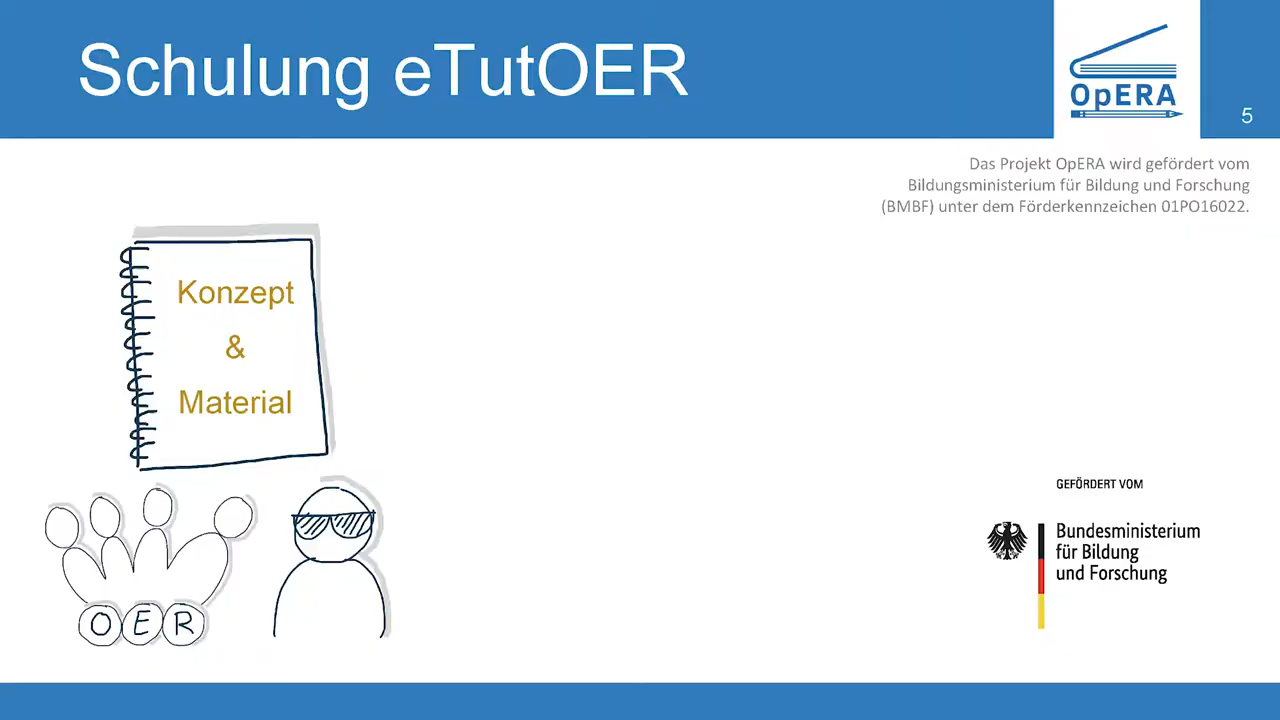 Schulung eTutOER
OpERA
5
Das Projekt OpERA wird gefördert vom
Bildungsministerium für Bildung und Forschung
(BMBF) unter dem Förderkennzeichen 01PO16022.
Konzept
&
Material
OER
GEFÖRDERT VOM
Bundesministerium
für Bildung
und Forschung